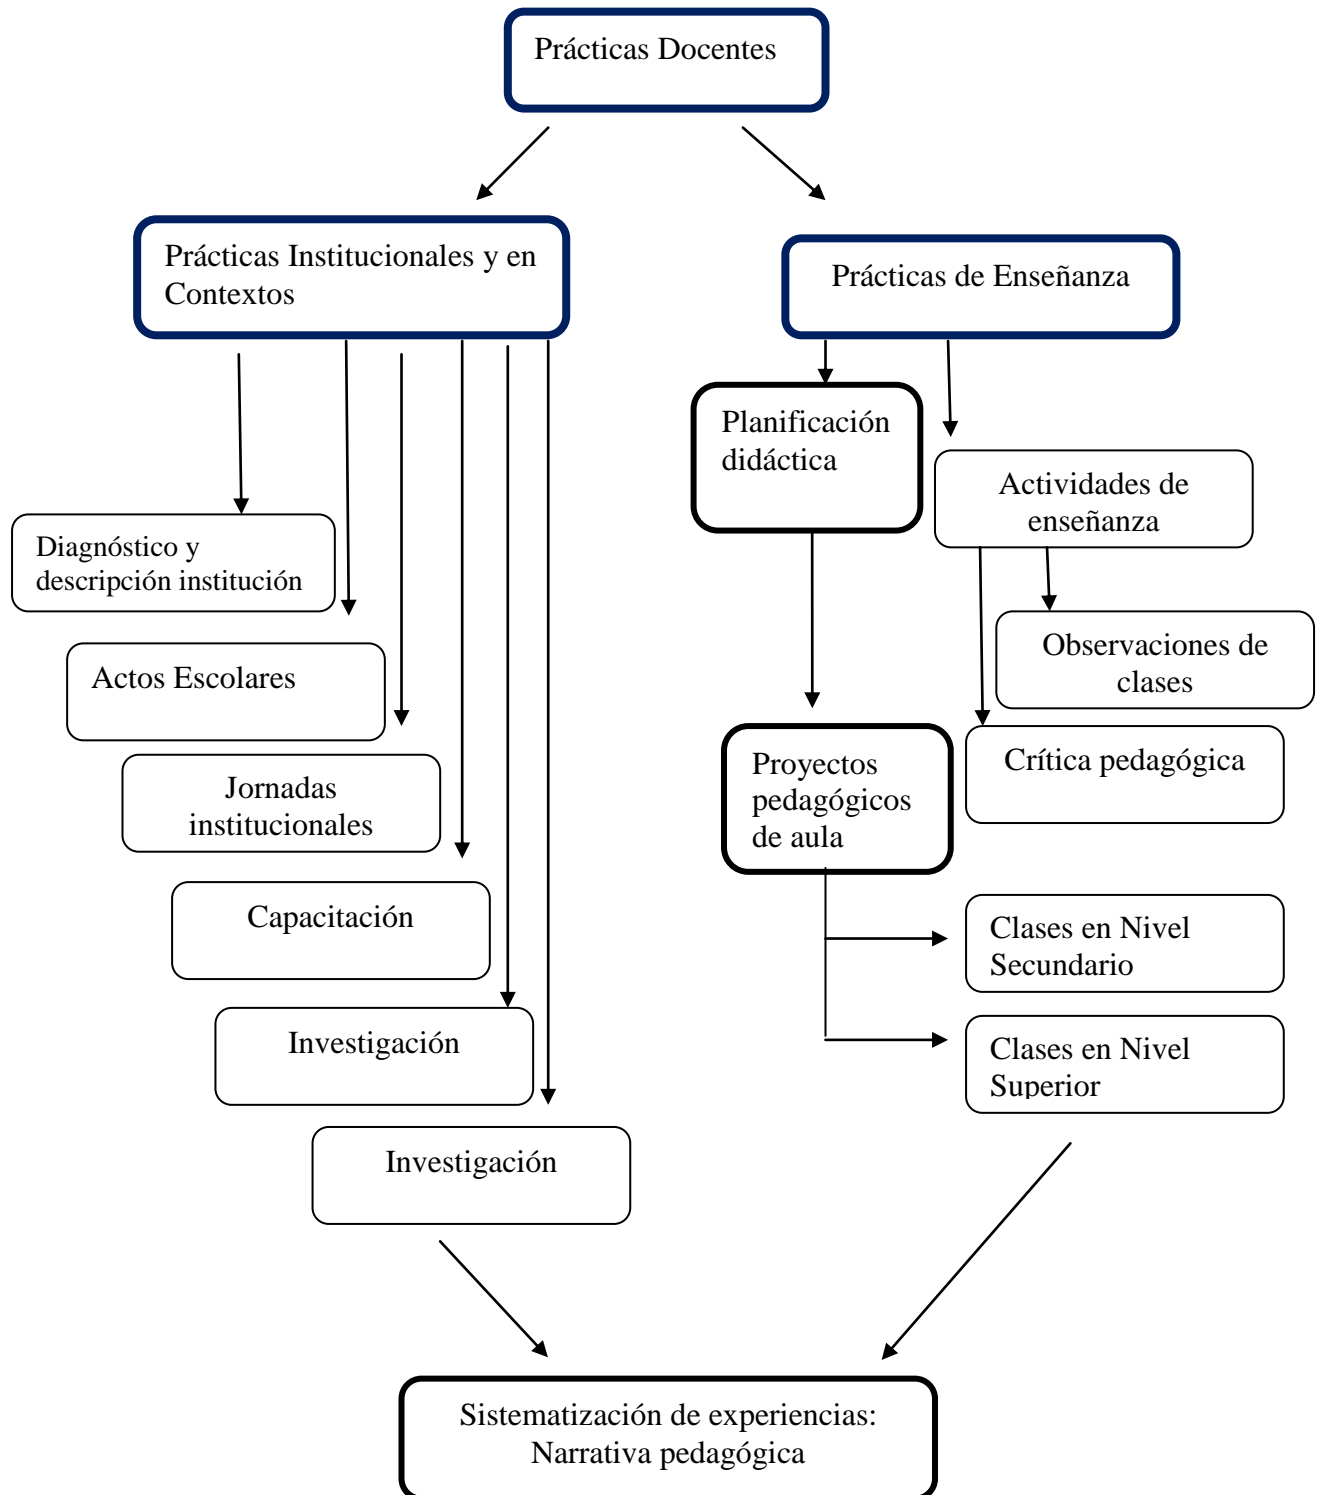 Prácticas Docentes
Prácticas Institucionales y en
Contextos
Prácticas de Enseñanza
Planificación
didáctica
Actividades de
enseñanza
Diagnóstico y
descripción institución
Observaciones de
clases
Actos Escolares
Crítica pedagógica
Proyectos
pedagógicos
de aula
Jornadas
institucionales
Capacitación
Clases en Nivel
Secundario
Investigación
Clases en Nivel
Superior
Investigación
Sistematización de experiencias:
Narrativa pedagógica